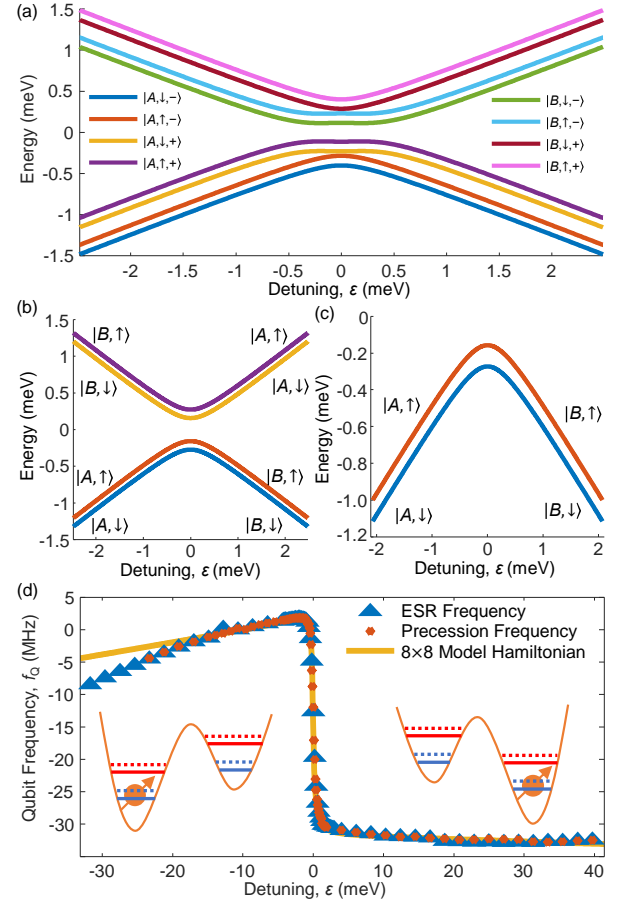 (a)
1.5
1
0.5
0
-0.5
-1
-1.5
Energy (meV)
|A,↓,−⟩
|A,↑,−⟩
|A,↓,+⟩
|A,↑,+⟩
|B,↓,−⟩
|B,↑,−⟩
|B,↓,+⟩
|B,↑,+⟩
-2 -1.5 -1 -0.5 0 0.5 1 1.5 2
Detuning, ε (meV)
(b)
1.5
1.0
0.5
0
-0.5
-1
-1.5
Energy (meV)
|B,↑⟩
|A,↑⟩
|B,↓⟩
|A,↓⟩
|A,↑⟩
|B,↑⟩
|A,↓⟩
|B,↓⟩
-2 -1 0 1 2
Detuning, ε (meV)
(c)
0
-0.2
-0.4
-0.6
-0.8
-1.0
-1.2
Energy (meV)
|A,↑⟩
|B,↑⟩
|A,↓⟩
|B,↓⟩
-2 -1 0 1 2
Detuning, ε (meV)
(d)
5
0
-5
-10
-15
-20
-25
-30
Qubit Frequency, fQ (MHz)
ESR Frequency
Precession Frequency
8×8 Model Hamiltonian
-30 -20 -10 0 10 20 30 40
Detuning, ε (meV)